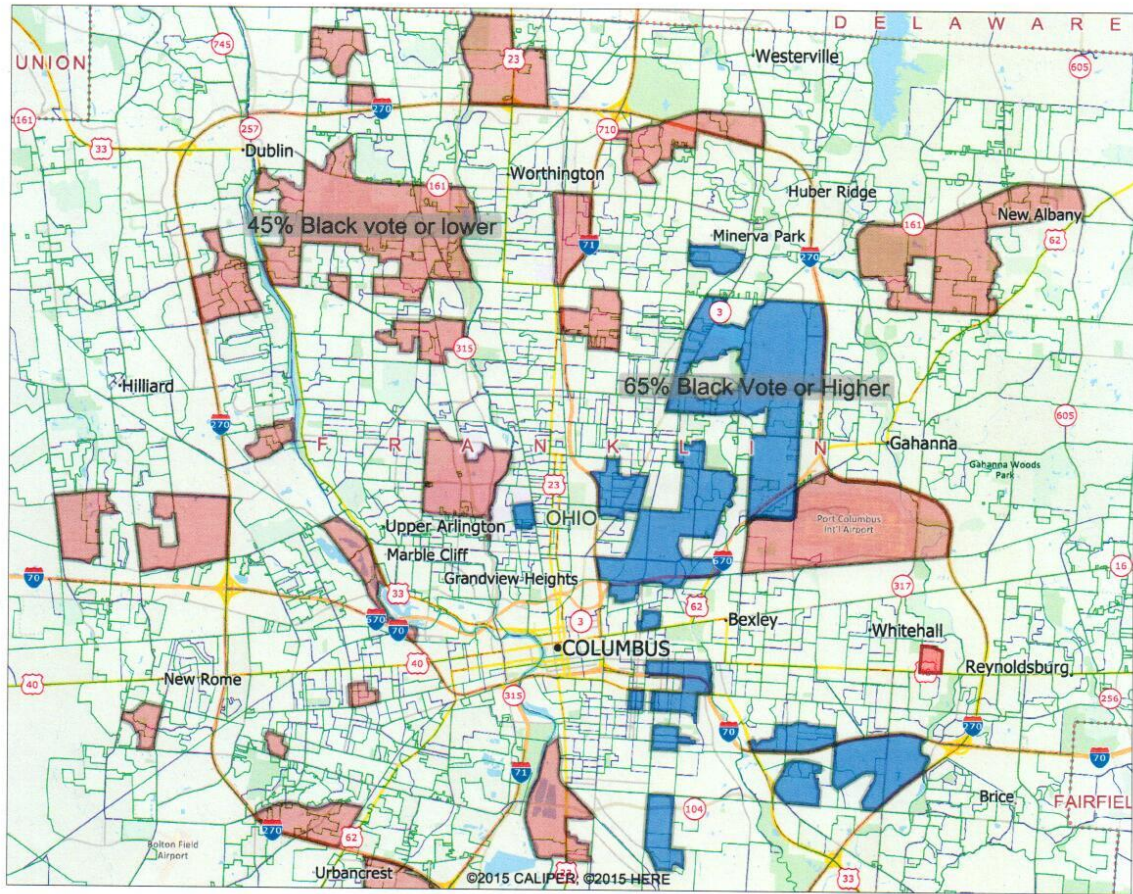 DELAWARE
745
UNION
23
Westerville
605
161
270
33
257
710
Dublin
Worthington
161
Huber Ridge
45% Black vote or lower
161
New Albany
Minerva Park
62
71
270
3
315
65% Black Vote or Higher
Hilliard
605
270
FRANKLIN
Gahanna
Gahanna Woods
Park
23
OHIO
Port Columbus
Int'l Airport
Upper Arlington
Marble Cliff
670
16
70
Grandview Heights
33
317
62
3
Bexley
670
70
Whitehall
COLUMBUS
40
Reynoldsburg
40
New Rome
315
256
70
270
71
70
Brice
FAIRFIEL
104
270
62
Bolton Field
Airport
Urbancrest
33
33
©2015 CALIPER; ©2015 HERE